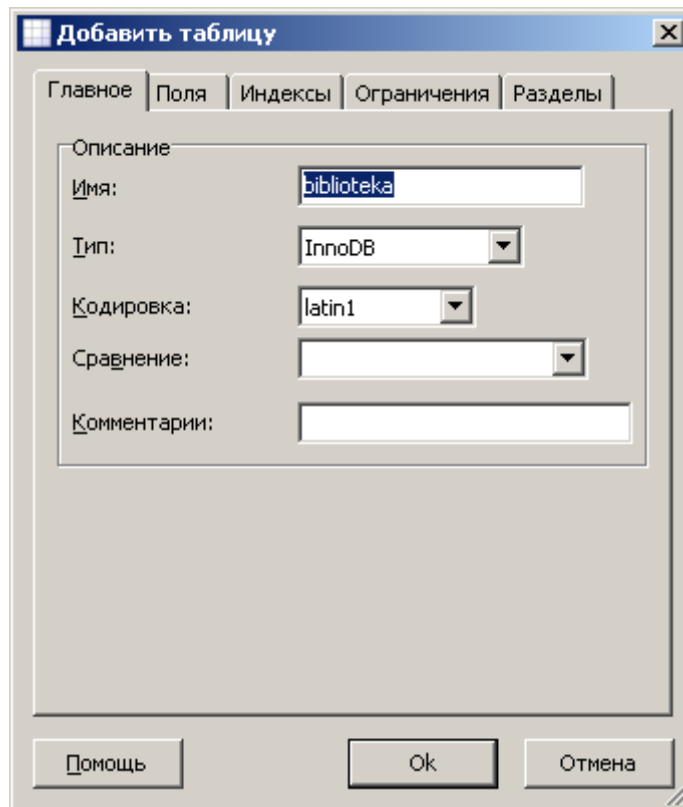 Добавить таблицу
Главное Поля Индексы Ограничения Разделы
Описание
Имя: biblioteka
Тип: InnoDB
Кодировка: latin1
Сравнение:
Комментарии:
Помощь Ok Отмена